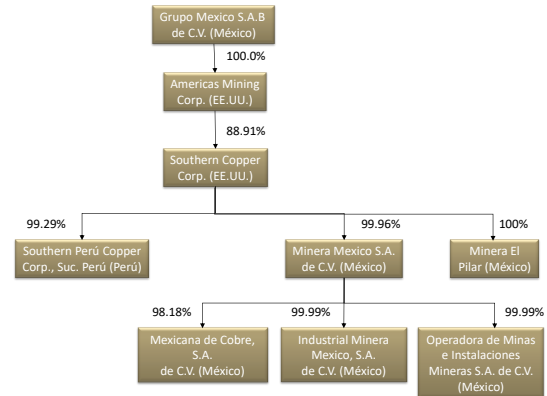 Grupo Mexico S.A.B
de C.V. (México)
100.0%
Americas Mining
Corp. (EE.UU.)
88.91%
Southern Copper
Corp. (EE.UU.)
99.29%
99.96%
100%
Southern Perú Copper
Corp., Suc. Perú (Perú)
Minera Mexico S.A.
de C.V. (México)
Minera El
Pilar (México)
98.18%
99.99%
99.99%
Mexicana de Cobre,
S.A.
de C.V. (México)
Industrial Minera
Mexico, S.A.
de C.V. (México)
Operadora de Minas
e Instalaciones
Mineras S.A. de C.V.
(México)